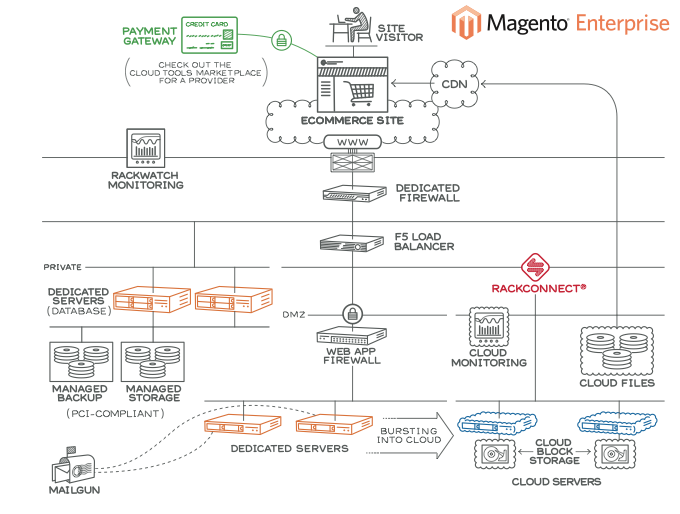 Magento® Enterprise
PAYMENT
GATEWAY
CREDIT CARD
SITE
VISITOR
CHECK OUT THE
CLOUD TOOLS MARKETPLACE
FOR A PROVIDER
CDN
ECOMMERCE SITE
WWW
RACKWATCH
MONITORING
DEDICATED
FIREWALL
F5 LOAD
BALANCER
PRIVATE
RACKCONNECT®
DEDICATED
SERVERS
(DATABASE)
DMZ
WEB APP
FIREWALL
CLOUD
MONITORING
CLOUD FILES
MANAGED
BACKUP
MANAGED
STORAGE
(PCI-COMPLIANT)
BURSTING
INTO CLOUD
DEDICATED SERVERS
CLOUD
BLOCK
STORAGE
CLOUD SERVERS
MAILGUN